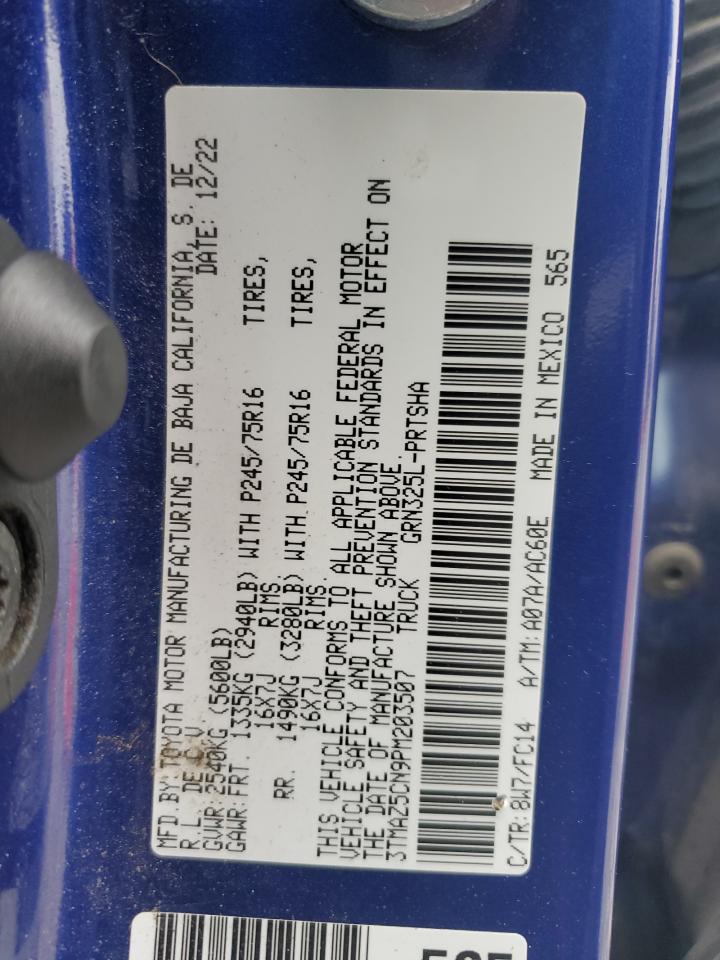 MFD BY:TOYOTA MOTOR MANUFACTURING DE BAJA CALIFORNIA, S. DE
R.L. DE C.V. DATE: 12/22
GVWR:2540KG (5600LB)
GAWR:FRT. 1335KG (2940LB) WITH P245/75R16 TIRES,
16X7J RIMS.
RR. 1490KG (3280LB) WITH P245/75R16 TIRES,
16X7J RIMS.
THIS VEHICLE CONFORMS TO ALL APPLICABLE FEDERAL MOTOR
VEHICLE SAFETY AND THEFT PREVENTION STANDARDS IN EFFECT ON
THE DATE OF MANUFACTURE SHOWN ABOVE.
3TMAZ5CN9PM203507 TRUCK GRN325L-PRTSHA
C/TR:8W7/FC14 A/TM:A07A/AC60E MADE IN MEXICO 565